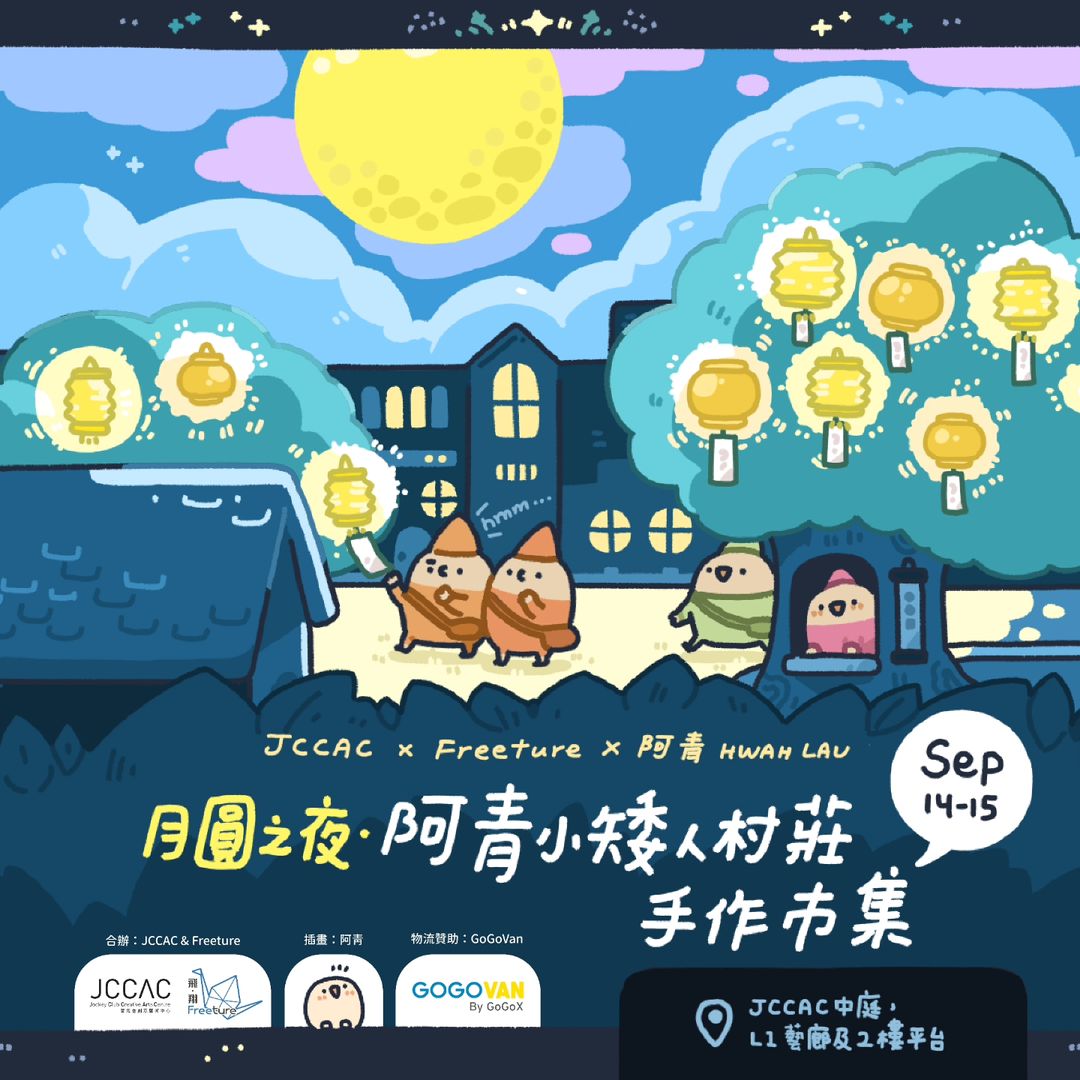 hmm...
JCCAC x Freeture x 阿青 HWAH LAU
Sep
14-15
月圓之夜·阿青小矮人村莊
手作市集
合辦：JCCAC & Freeture
插畫：阿青
物流贊助：GoGoVan
JCCAC
Jockey Club Creative Arts Centre
賽馬會創意藝術中心
飛·翔
Freeture
GOGOVAN
By GoGoX
JCCAC中庭，
L1藝廊及2樓平台